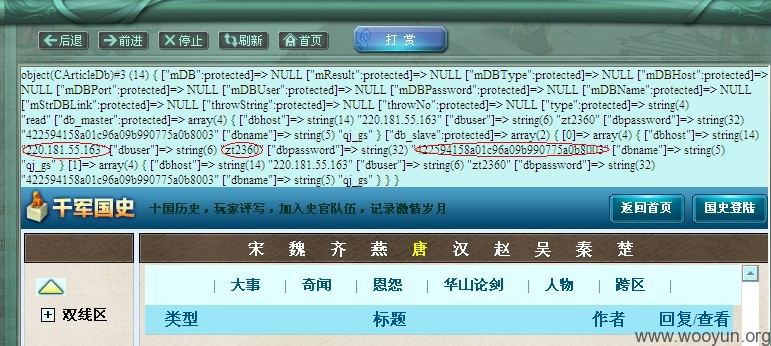 后退 前进 停止 刷新 首页 打赏
object(CArticleDb)#3 (14) { ["mDB":protected]=> NULL ["mResult":protected]=> NULL ["mDBType":protected]=> NULL ["mDBHost":protected]=>
NULL ["mDBPort":protected]=> NULL ["mDBUser":protected]=> NULL ["mDBPassword":protected]=> NULL ["mDBName":protected]=> NULL
["mStrDBLink":protected]=> NULL ["throwString":protected]=> NULL ["throwNo":protected]=> NULL ["type":protected]=> string(4)
"read" ["db_master":protected]=> array(4) { ["dbhost"]=> string(14) "220.181.55.163" ["dbuser"]=> string(6) "zt2360" ["dbpassword"]=> string(32)
"422594158a01c96a09b990775a0b8003" ["dbname"]=> string(5) "qj_gs" } ["db_slave":protected]=> array(2) { [0]=> array(4) { ["dbhost"]=> string(14)
"220.181.55.163" ["dbuser"]=> string(6) "zt2360" ["dbpassword"]=> string(32) "422594158a01c96a09b990775a0b8003" ["dbname"]=> string(5)
"qj_gs" } [1]=> array(4) { ["dbhost"]=> string(14) "220.181.55.163" ["dbuser"]=> string(6) "zt2360" ["dbpassword"]=> string(32)
"422594158a01c96a09b990775a0b8003" ["dbname"]=> string(5) "qj_gs" } } }
千军国史 十国历史，玩家评写，加入史官队伍，记录激情岁月 返回首页 国史登陆
宋 魏 齐 燕 唐 汉 赵 吴 秦 楚
| 大事 | 奇闻 | 恩怨 | 华山论剑 | 人物 | 跨区 |
双线区
类型 标题 作者 回复/查看
www.wooyun.org